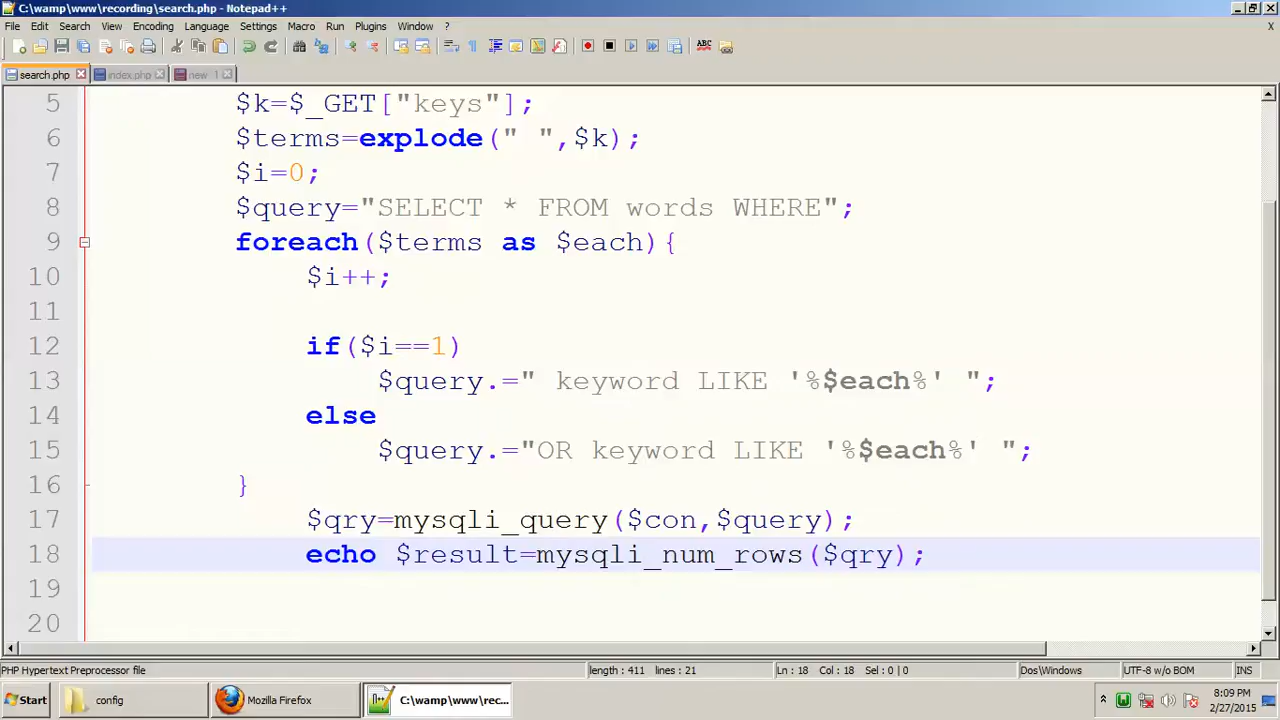 C:\wamp\www\recording\search.php - Notepad++
File Edit Search View Encoding Language Settings Macro Run Plugins Window ? X
search.php index.php new 1
5 $k=$_GET["keys"];
6 $terms=explode(" ",$k);
7 $i=0;
8 $query="SELECT * FROM words WHERE";
9 foreach($terms as $each){
10 $i++;
11
12 if($i==1)
13 $query.=" keyword LIKE '%$each%' ";
14 else
15 $query.="OR keyword LIKE '%$each%' ";
16 }
17 $qry=mysqli_query($con,$query);
18 echo $result=mysqli_num_rows($qry);
19
20
PHP Hypertext Preprocessor file length : 411 lines : 21 Ln : 18 Col : 18 Sel : 0 | 0 Dos\Windows UTF-8 w/o BOM INS
Start config Mozilla Firefox C:\wamp\www\rec... 8:09 PM
2/27/2015